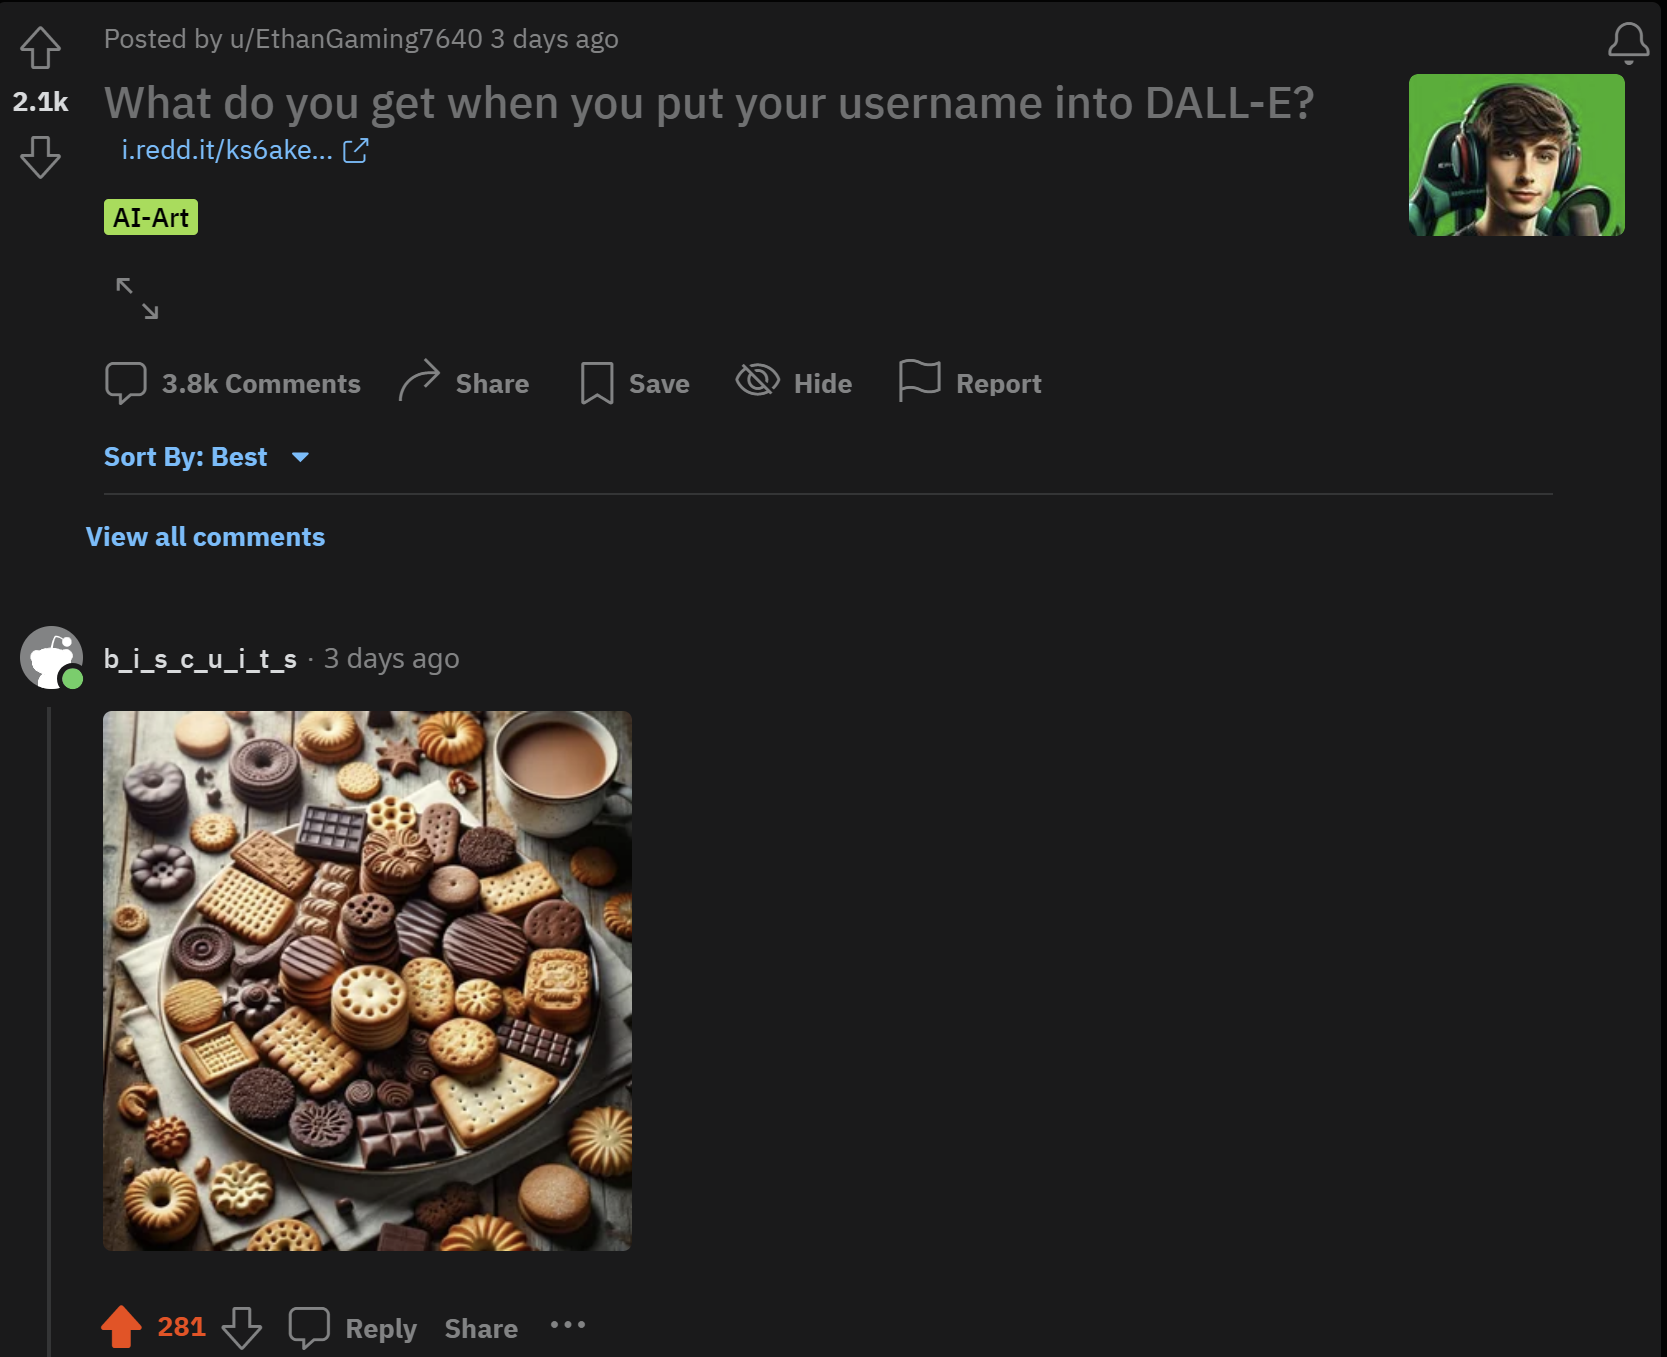 Posted by u/EthanGaming7640 3 days ago
2.1k
What do you get when you put your username into DALL-E?
i.redd.it/ks6ake...
AI-Art
3.8k Comments Share Save Hide Report
Sort By: Best
View all comments
b_i_s_c_u_i_t_s · 3 days ago
281 Reply Share ...